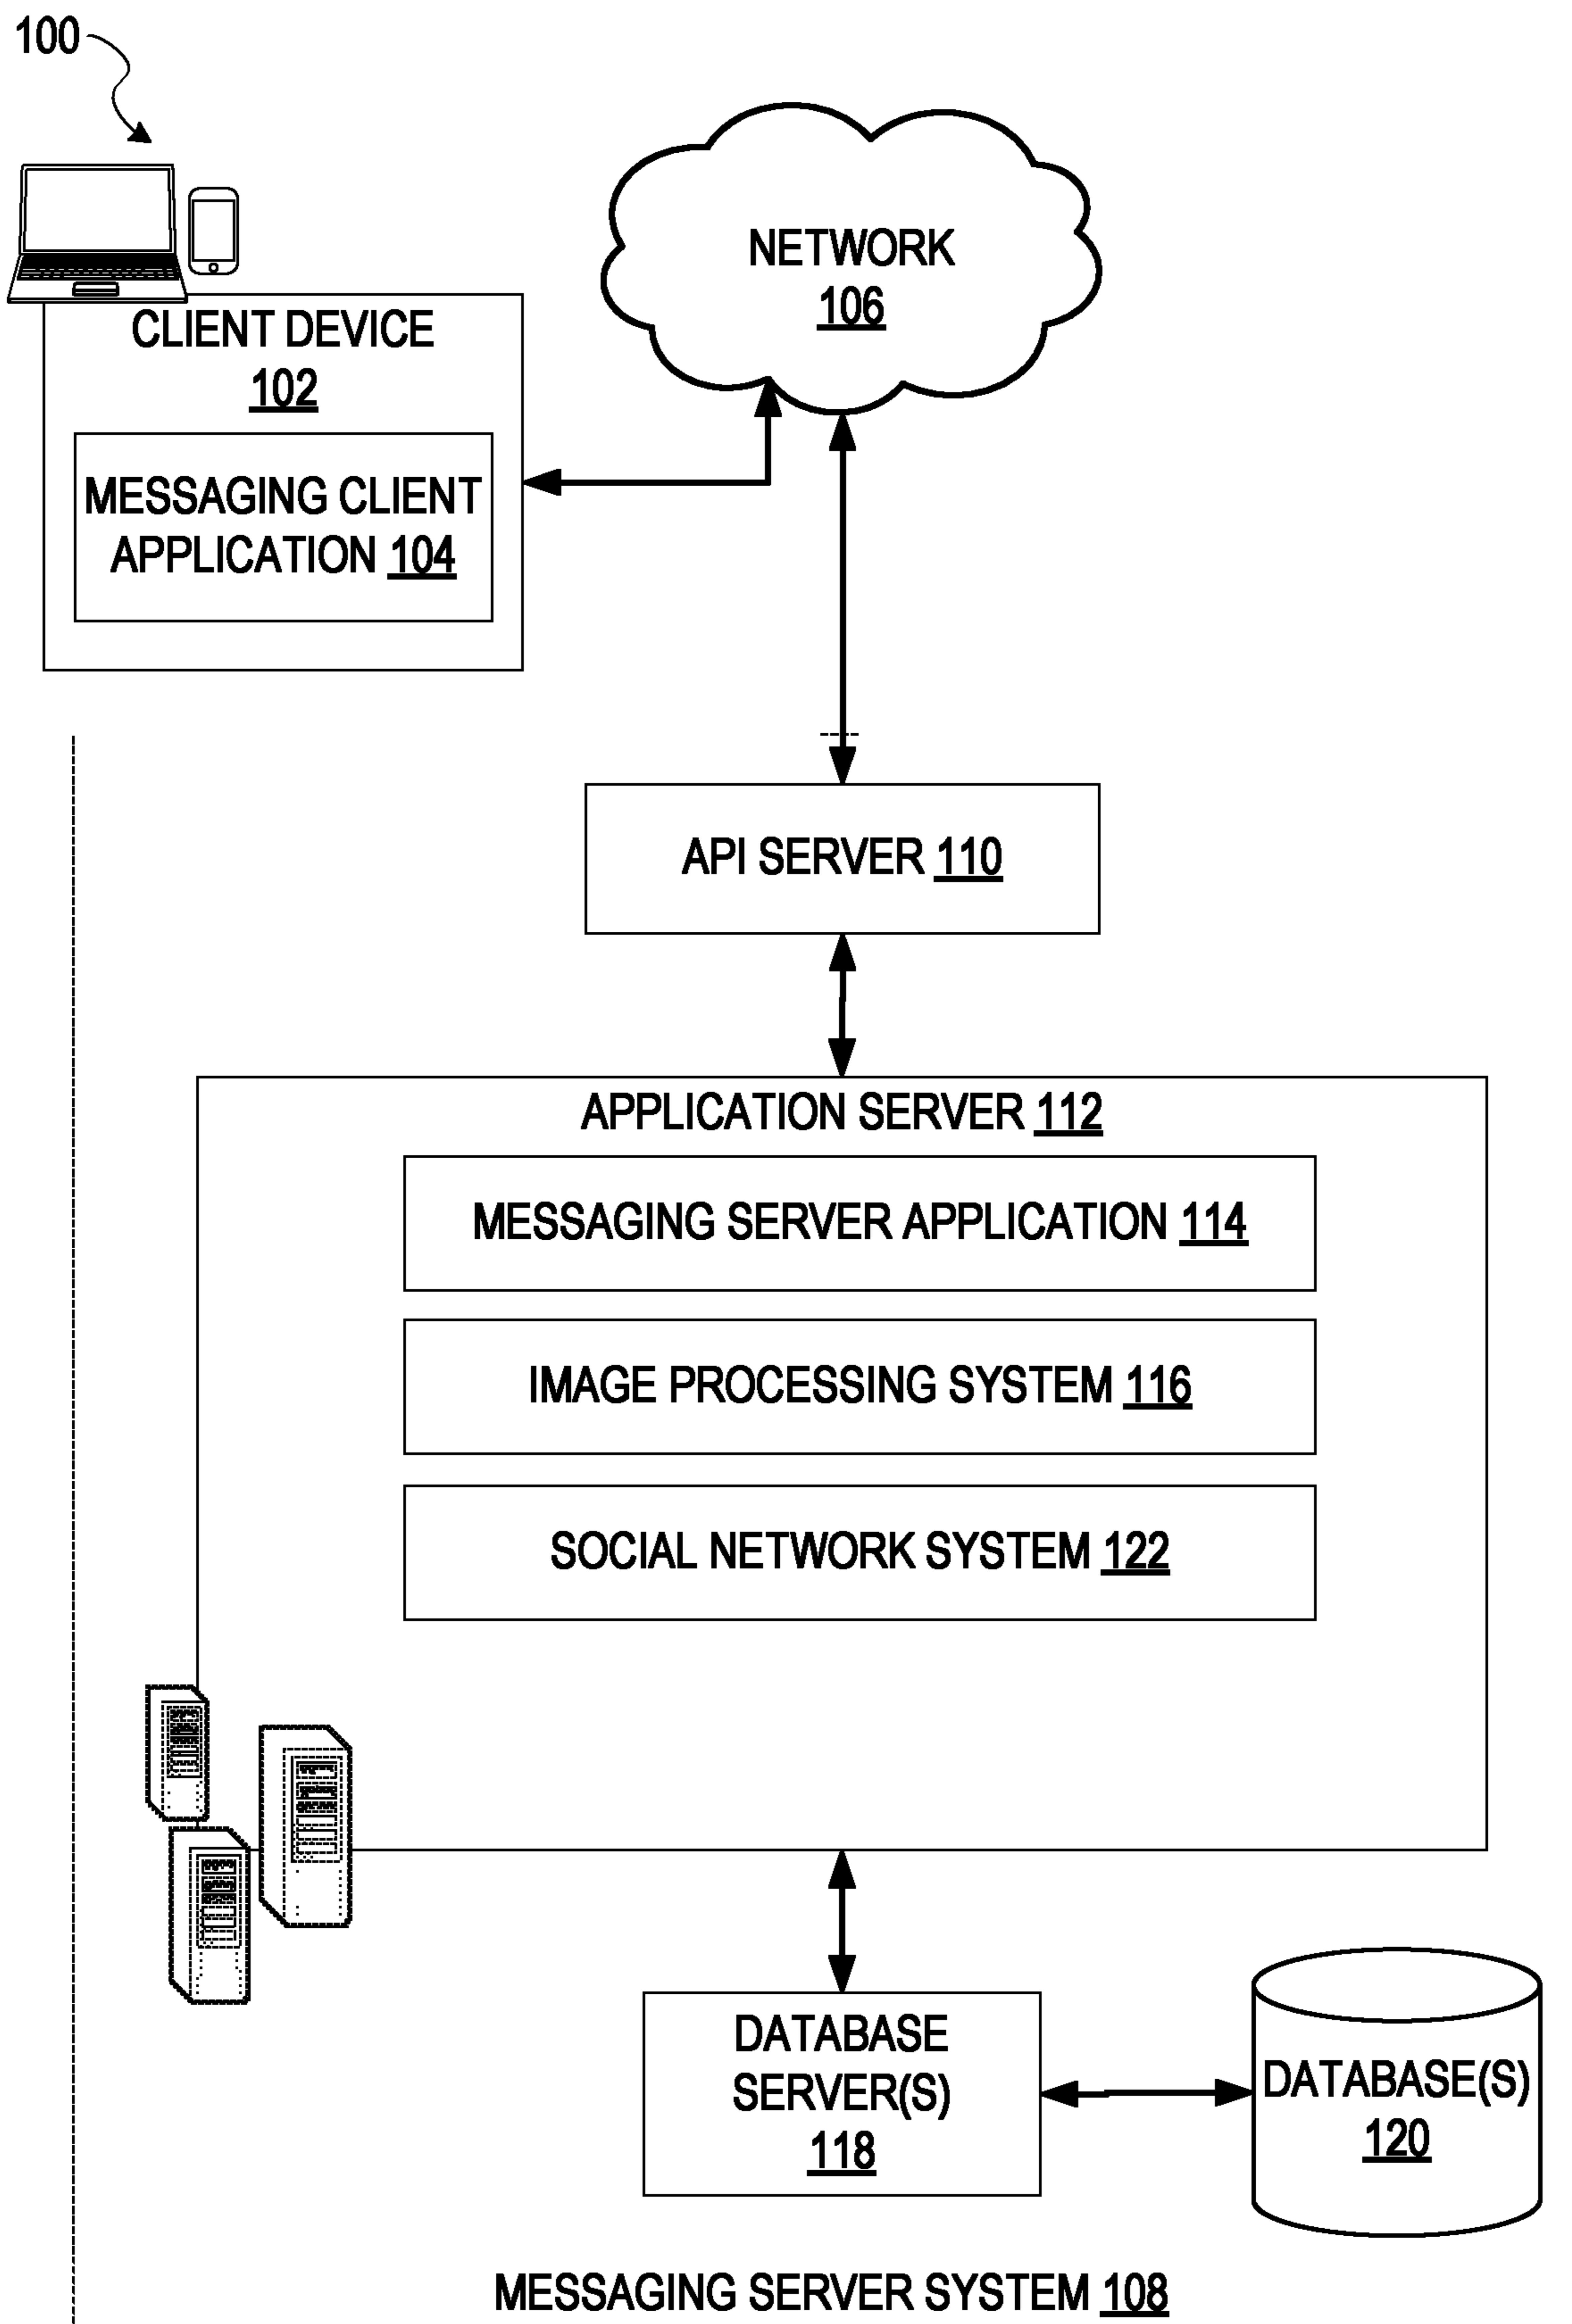 100
NETWORK
106
CLIENT DEVICE
102
MESSAGING CLIENT
APPLICATION 104
API SERVER 110
APPLICATION SERVER 112
MESSAGING SERVER APPLICATION 114
IMAGE PROCESSING SYSTEM 116
SOCIAL NETWORK SYSTEM 122
DATABASE
SERVER(S)
118
DATABASE(S)
120
MESSAGING SERVER SYSTEM 108